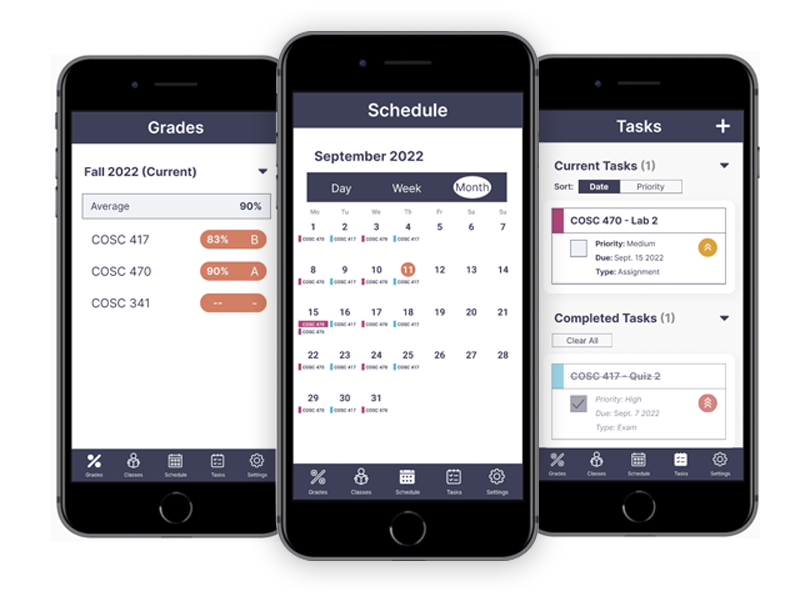 Grades
Fall 2022 (Current)
Average 90%
COSC 417 83% B
COSC 470 90% A
COSC 341 -- -
Grades Classes Schedule Tasks Settings
Schedule
September 2022
Day Week Month
Mo Tu We Th Fr Sa Su
1 2 3 4 5 6 7
COSC 470 COSC 417 COSC 470 COSC 417
8 9 10 11 12 13 14
COSC 470 COSC 417 COSC 470 COSC 417
15 16 17 18 19 20 21
COSC 470 COSC 417 COSC 470 COSC 417
COSC 470
22 23 24 25 26 27 28
COSC 470 COSC 417 COSC 470 COSC 417
29 30 31
COSC 470 COSC 417 COSC 470
Grades Classes Schedule Tasks Settings
Tasks +
Current Tasks (1)
Sort: Date Priority
COSC 470 - Lab 2
Priority: Medium
Due: Sept. 15 2022
Type: Assignment
Completed Tasks (1)
Clear All
COSC 417 - Quiz 2
Priority: High
Due: Sept. 7 2022
Type: Exam
Grades Classes Schedule Tasks Settings